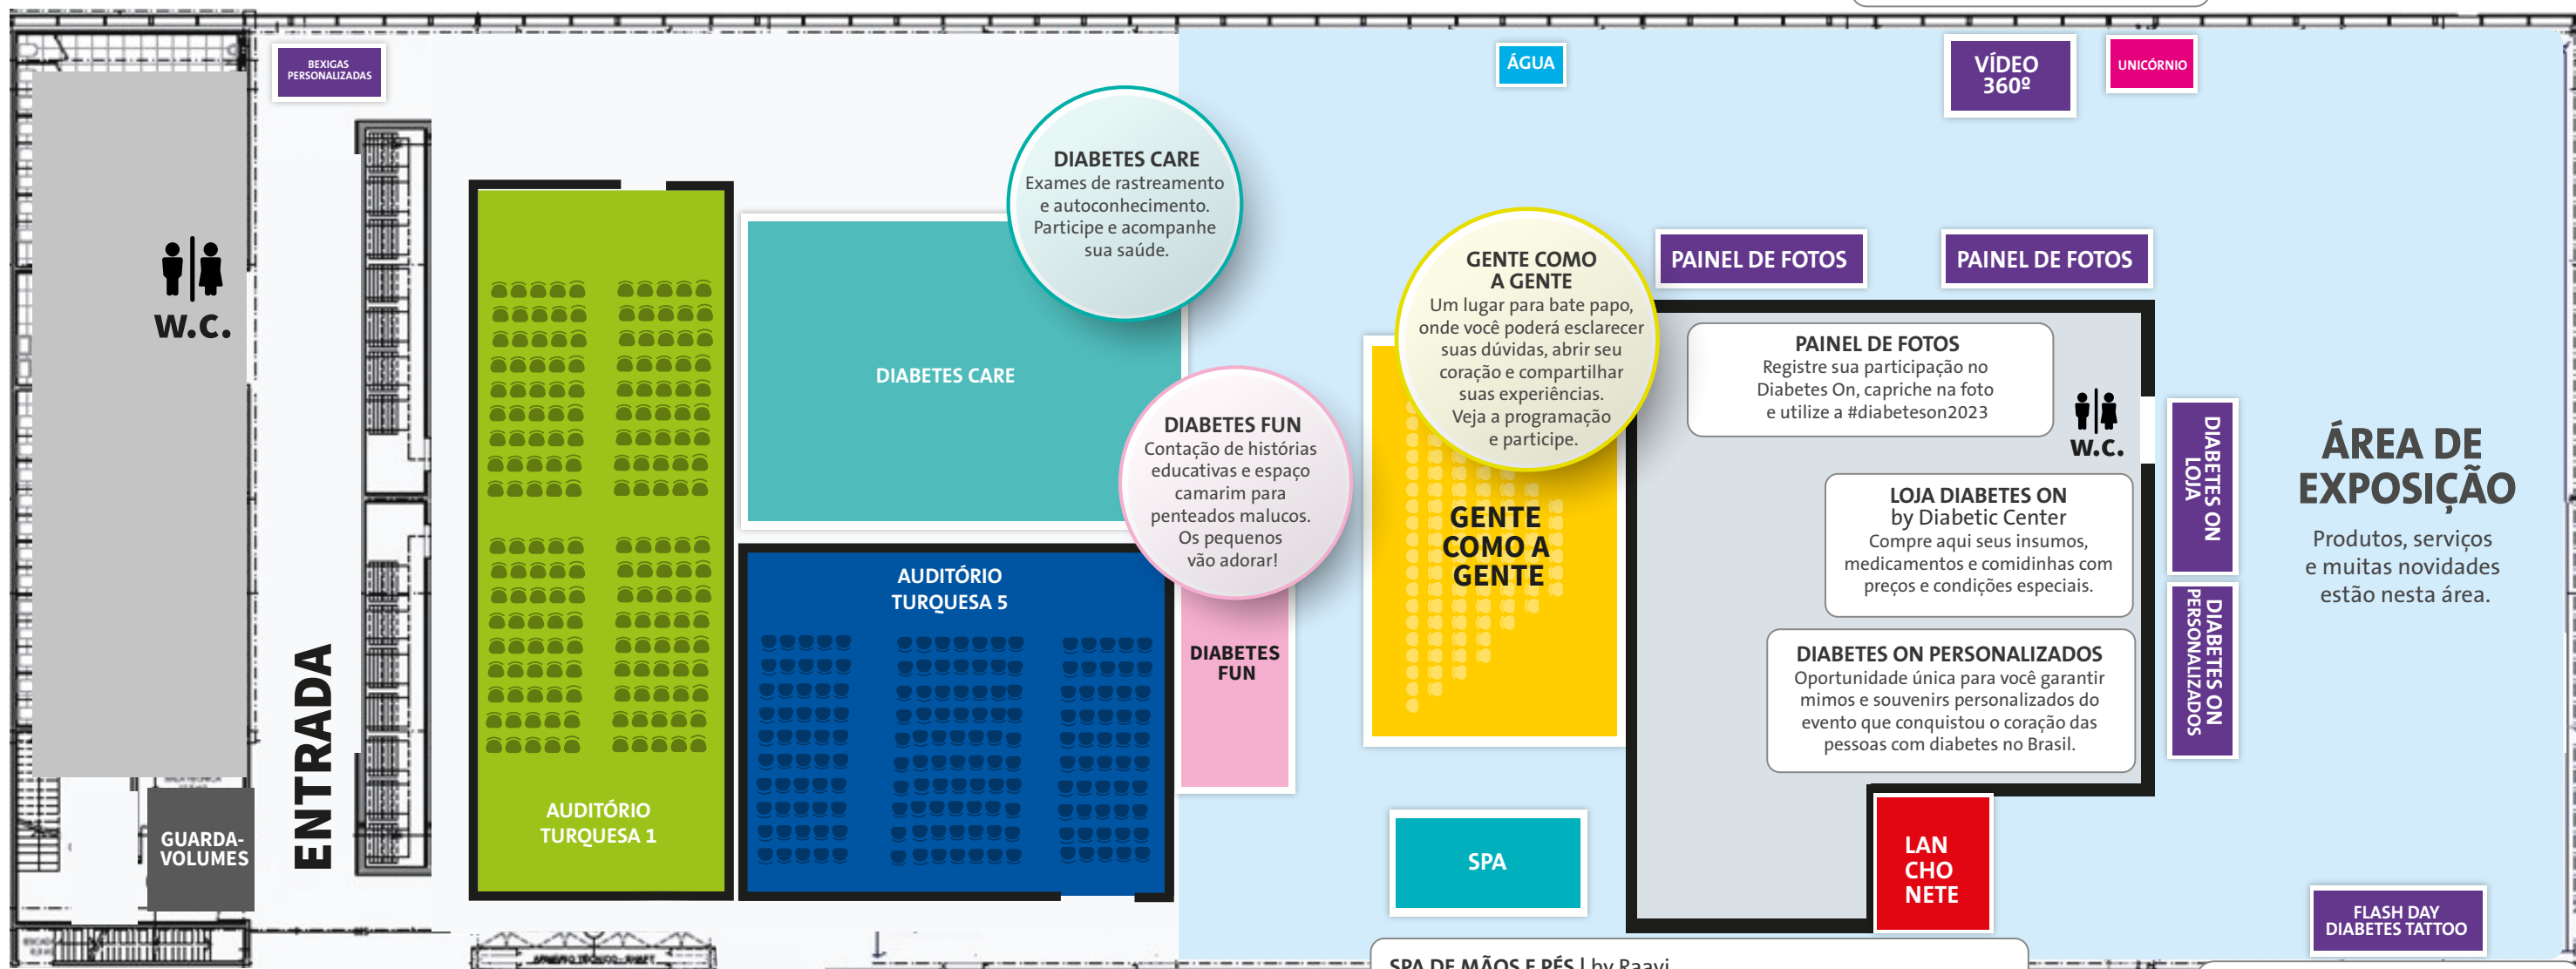 BEXIGAS
PERSONALIZADAS
ÁGUA
VÍDEO
360º
UNICÓRNIO
W.C.
DIABETES CARE
Exames de rastreamento
e autoconhecimento.
Participe e acompanhe
sua saúde.
DIABETES CARE
GENTE COMO
A GENTE
Um lugar para bate papo,
onde você poderá esclarecer
suas dúvidas, abrir seu
coração e compartilhar
suas experiências.
Veja a programação
e participe.
PAINEL DE FOTOS
PAINEL DE FOTOS
PAINEL DE FOTOS
Registre sua participação no
Diabetes On, capriche na foto
e utilize a #diabeteson2023
W.C.
DIABETES FUN
Contação de histórias
educativas e espaço
camarim para
penteados malucos.
Os pequenos
vão adorar!
GENTE
COMO A
GENTE
LOJA DIABETES ON
by Diabetic Center
Compre aqui seus insumos,
medicamentos e comidinhas com
preços e condições especiais.
DIABETES ON
LOJA
ÁREA DE
EXPOSIÇÃO
Produtos, serviços
e muitas novidades
estão nesta área.
AUDITÓRIO
TURQUESA 5
DIABETES
FUN
DIABETES ON PERSONALIZADOS
Oportunidade única para você garantir
mimos e souvenirs personalizados do
evento que conquistou o coração das
pessoas com diabetes no Brasil.
DIABETES ON
PERSONALIZADOS
ENTRADA
AUDITÓRIO
TURQUESA 1
GUARDA-
VOLUMES
SPA
LAN
CHO
NETE
FLASH DAY
DIABETES TATTOO
SPA DE MÃOS E PÉS | by Raavi